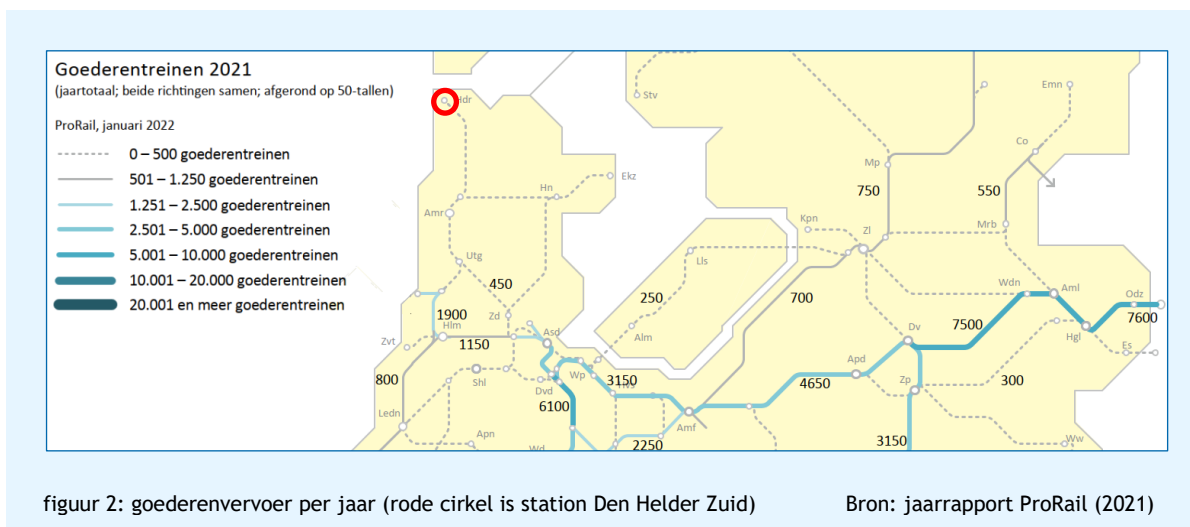 Goederentreinen 2021
(jaartotaal; beide richtingen samen; afgerond op 50-tallen)
ProRail, januari 2022
0 – 500 goederentreinen
501 – 1.250 goederentreinen
1.251 – 2.500 goederentreinen
2.501 – 5.000 goederentreinen
5.001 – 10.000 goederentreinen
10.001 – 20.000 goederentreinen
20.001 en meer goederentreinen
Stv
Emn
Co
Mp
750
550
Hn
Ekz
Amr
Kpn
Zl
Mrb
Utg
Lls
450
250
700
Wdn
Aml
Odz
1900
Zd
Hlm
Asd
7500
7600
1150
Alm
Dv
Hgl
Zvt
Es
Shl
Wp
3150
Apd
800
4650
Zp
300
Dvd
6100
Ledn
Apn
Amf
3150
Wd
2250
Ww
figuur 2: goederenvervoer per jaar (rode cirkel is station Den Helder Zuid)
Bron: jaarrapport ProRail (2021)